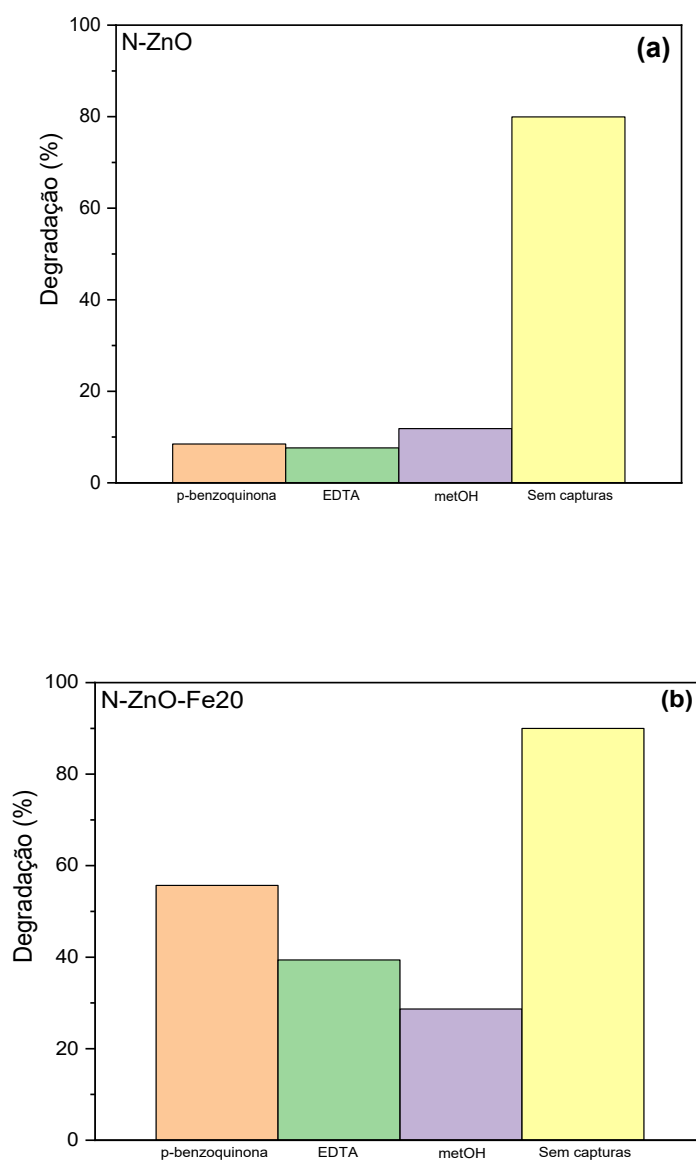 N-ZnO
(a)
100
80
60
40
20
0
Degradação (%)
p-benzoquinona EDTA metOH Sem capturas
N-ZnO-Fe20
(b)
100
80
60
40
20
0
Degradação (%)
p-benzoquinona EDTA metOH Sem capturas